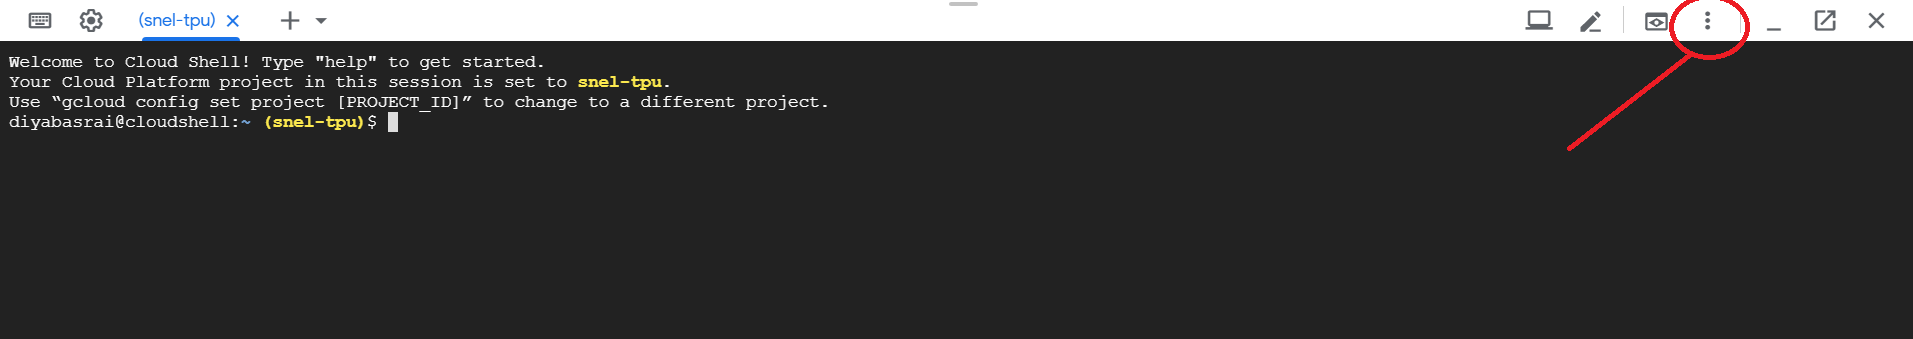 (snel-tpu)
Welcome to Cloud Shell! Type "help" to get started.
Your Cloud Platform project in this session is set to snel-tpu.
Use “gcloud config set project [PROJECT_ID]” to change to a different project.
diyabasrai@cloudshell:~ (snel-tpu)$